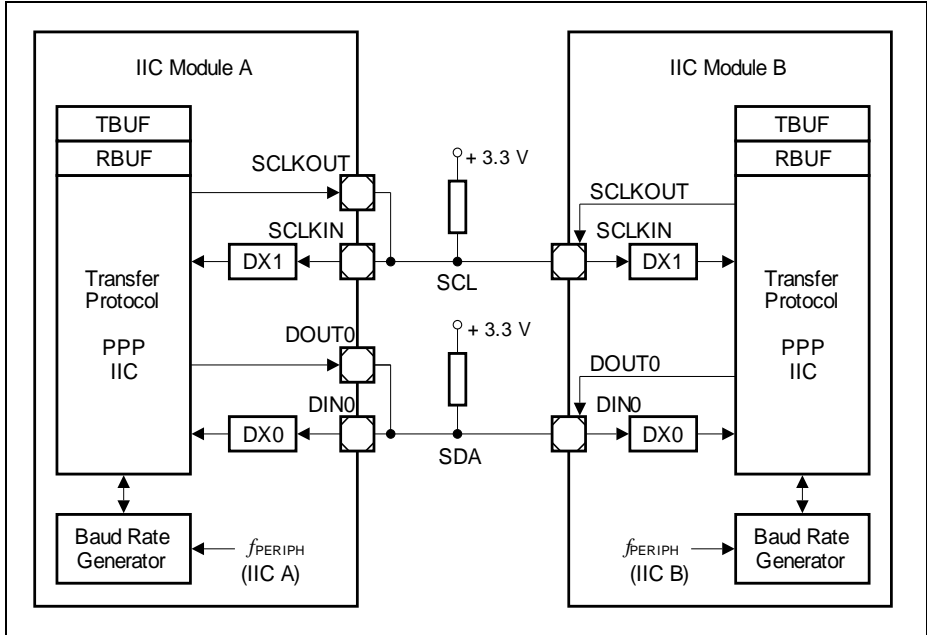 IIC Module A
TBUF
RBUF
Transfer
Protocol
PPP
IIC
SCLKOUT
SCLKIN
DX1
DOUT0
DIN0
DX0
Baud Rate
Generator
fPERIPH
(IIC A)
+ 3.3 V
SCL
+ 3.3 V
SDA
IIC Module B
TBUF
RBUF
Transfer
Protocol
PPP
IIC
SCLKOUT
SCLKIN
DX1
DOUT0
DIN0
DX0
Baud Rate
Generator
fPERIPH
(IIC B)